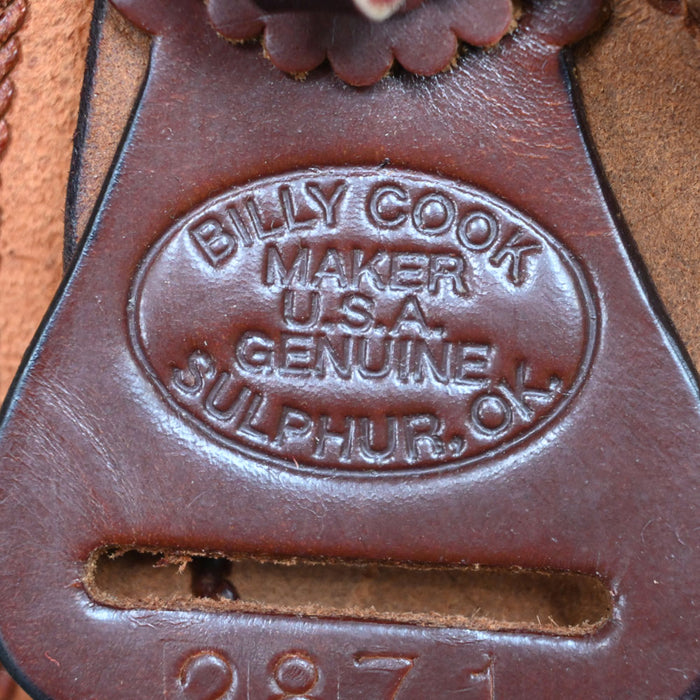 BILLY COOK
MAKER
U.S.A.
GENUINE
SULPHUR, OK.
2871